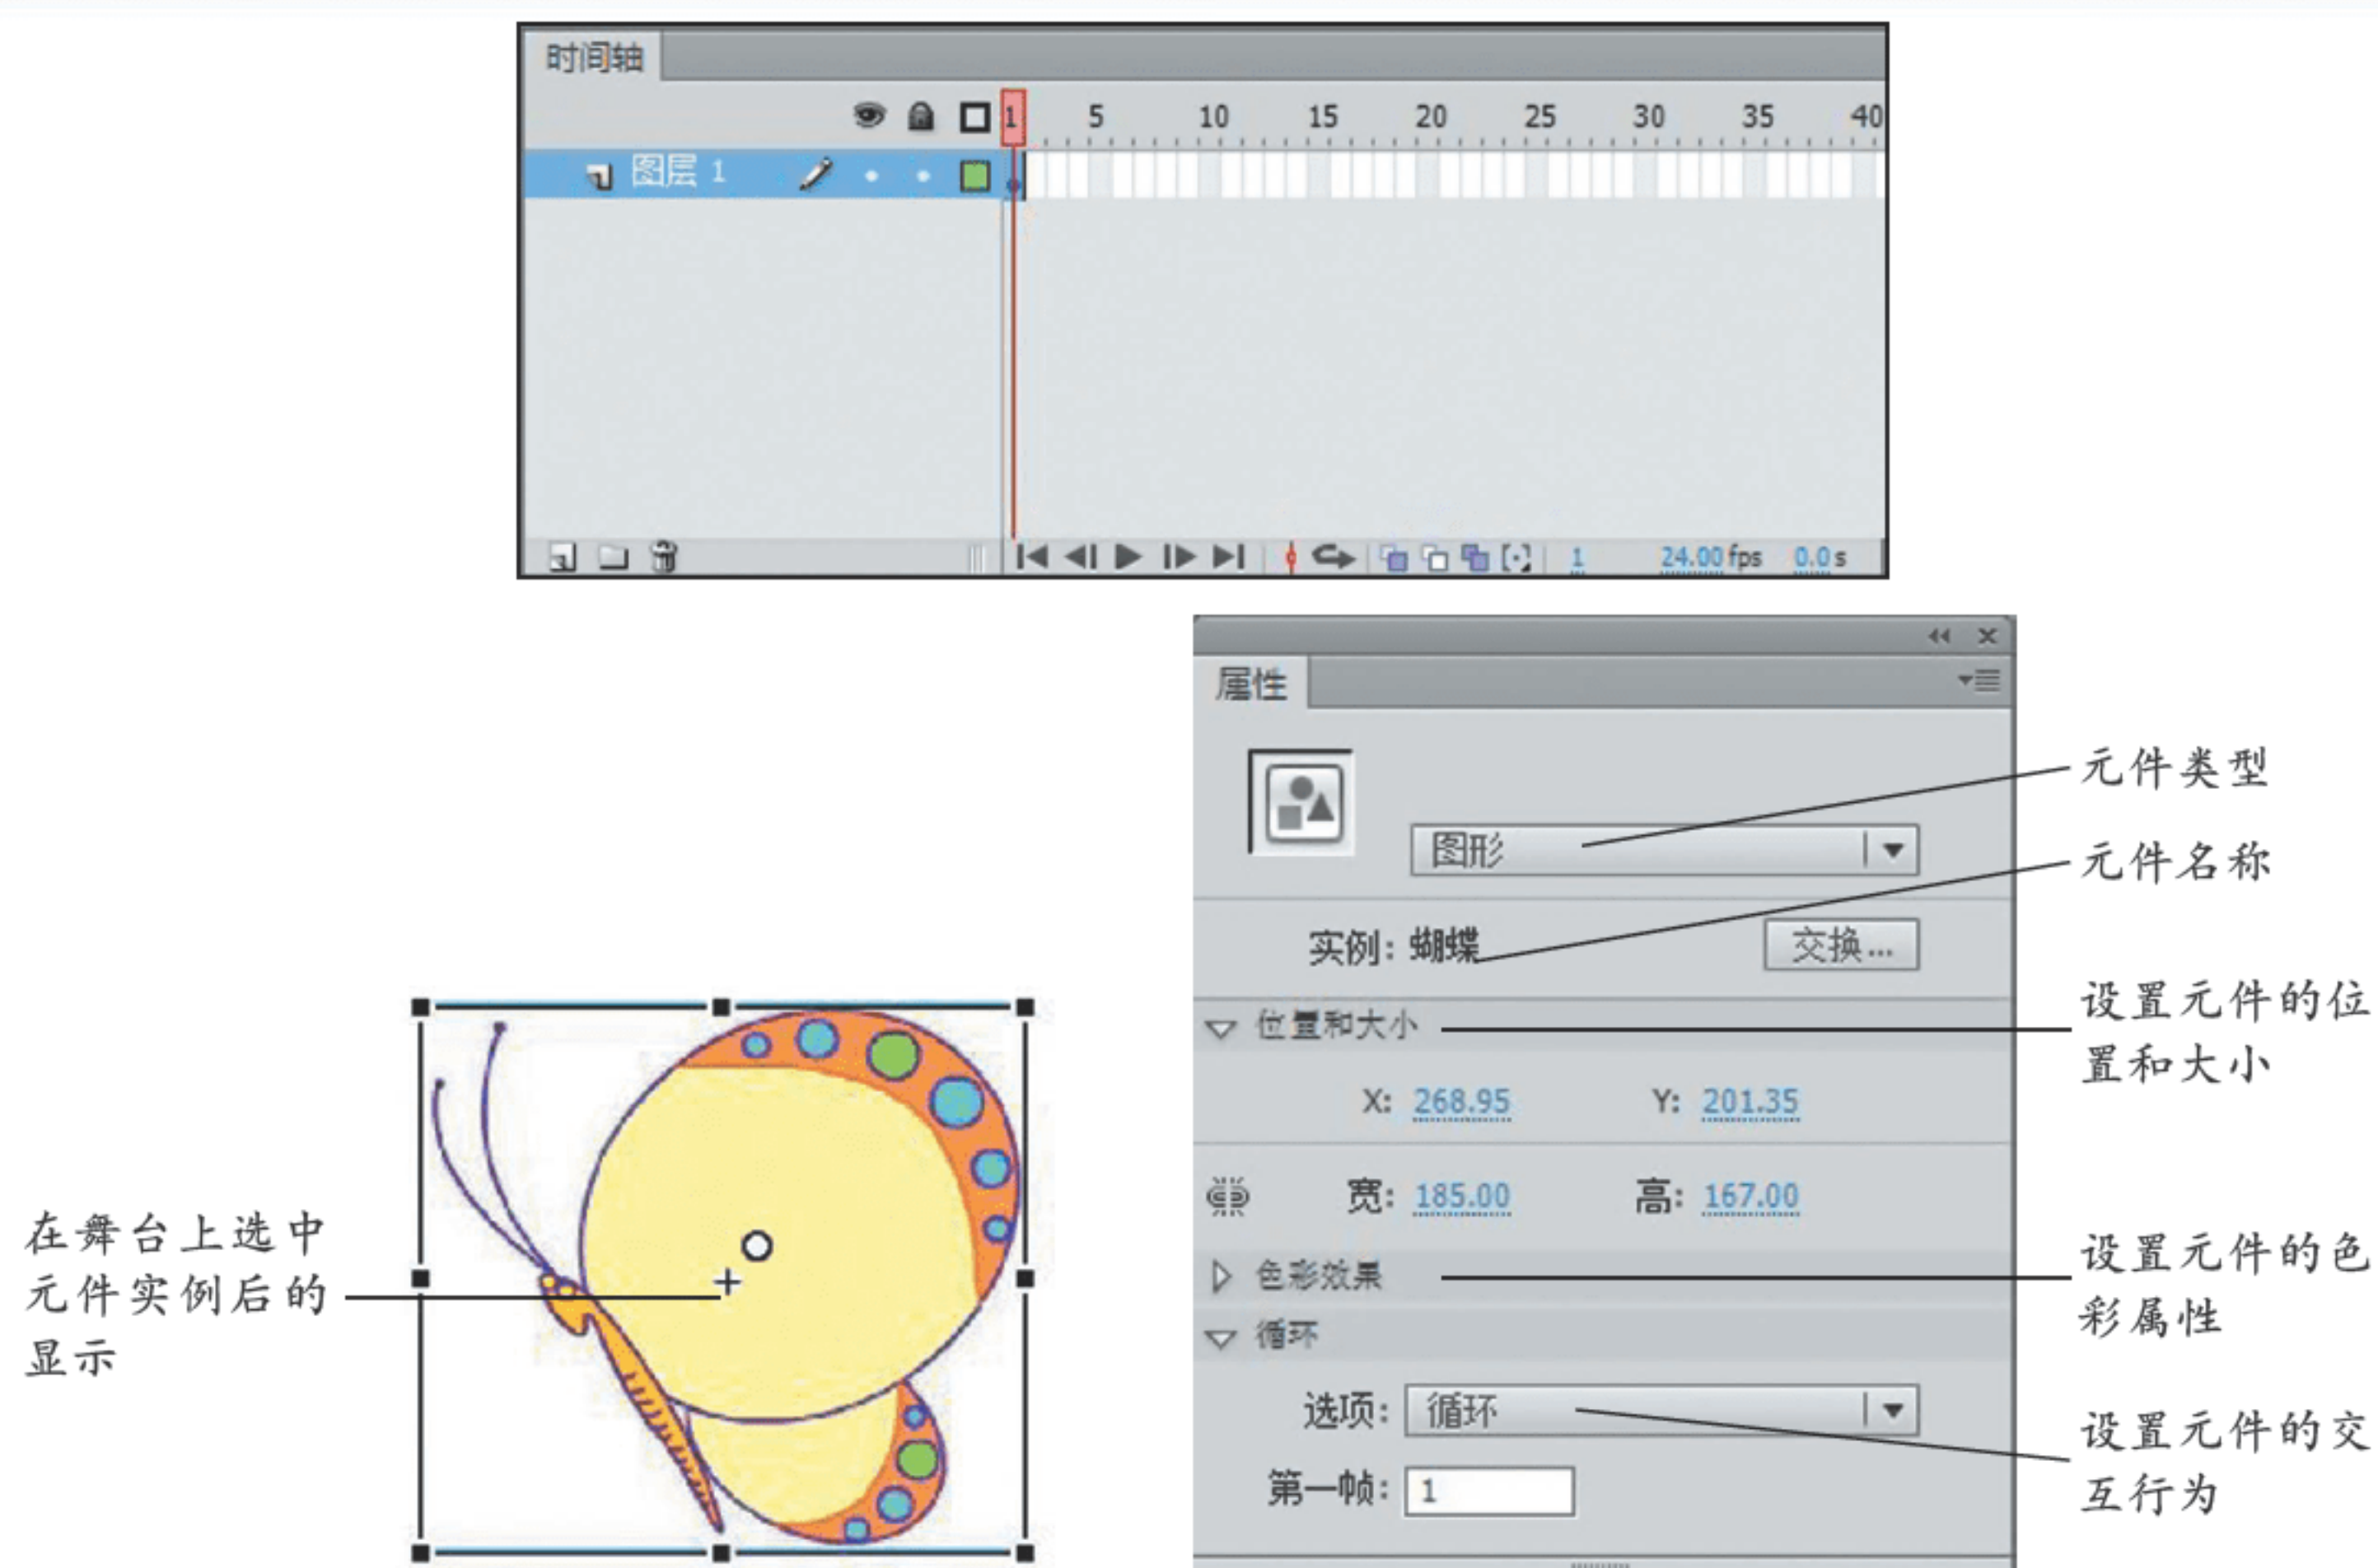 时间轴
1 5 10 15 20 25 30 35 40
图层 1
1 24.00 fps 0.0 s
属性
元件类型
图形
元件名称
实例: 蝴蝶 交换...
设置元件的位
置和大小
位置和大小
X: 268.95 Y: 201.35
宽: 185.00 高: 167.00
设置元件的色
彩属性
色彩效果
循环
选项: 循环
设置元件的交
互行为
第一帧: 1
在舞台上选中
元件实例后的
显示